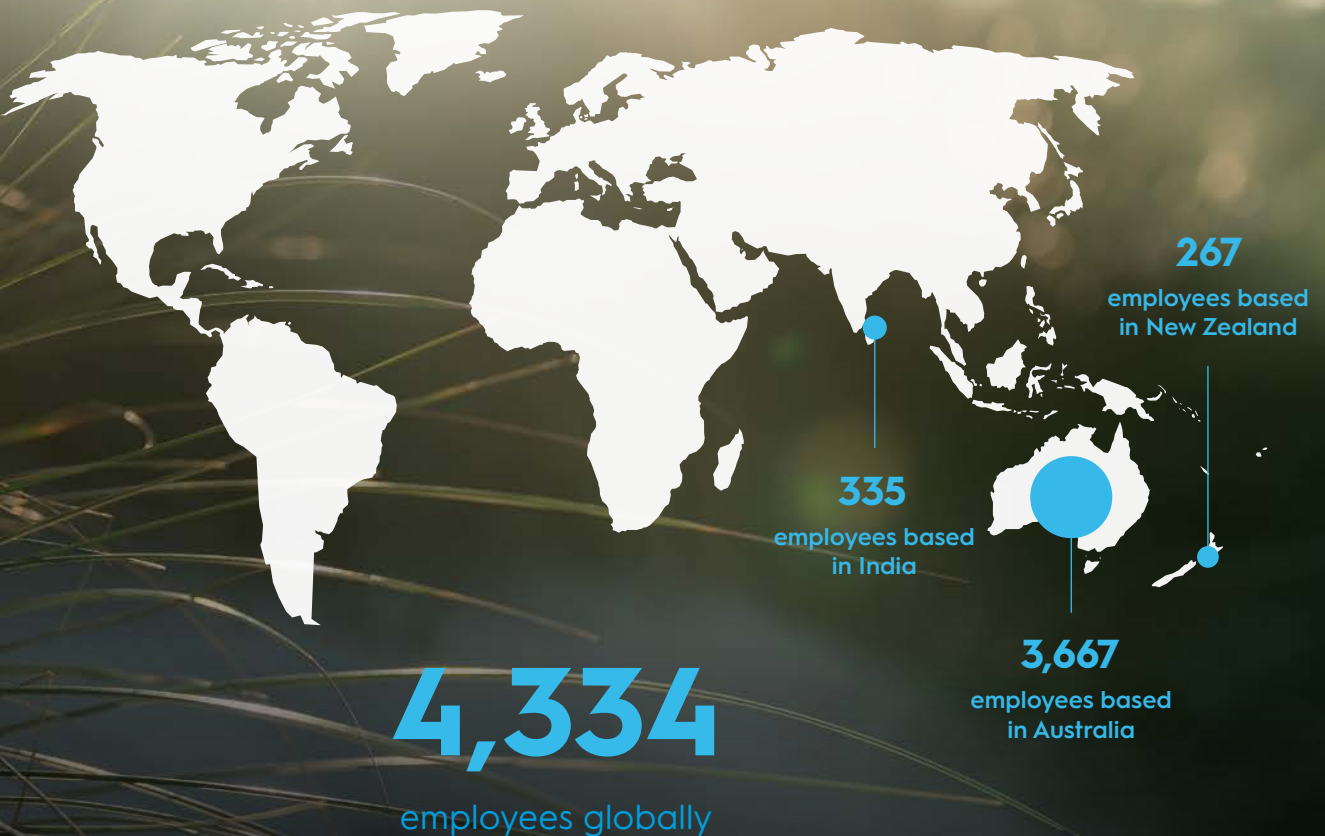 267
employees based
in New Zealand
335
employees based
in India
3,667
employees based
in Australia
4,334
employees globally